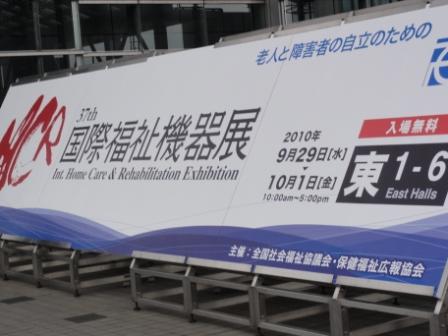 老人と障害者の自立のための
HCR
37th
国際福祉機器展
Int. Home Care & Rehabilitation Exhibition
2010年
9月29日[水]
10月1日[金]
10:00am~5:00pm
入場無料
東 1-6
East Halls
主催：全国社会福祉協議会・保健福祉広報協会